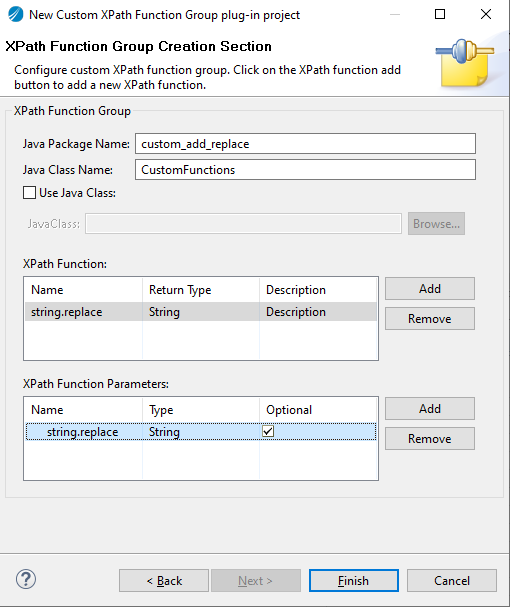 New Custom XPath Function Group plug-in project
XPath Function Group Creation Section
Configure custom XPath function group. Click on the XPath function add
button to add a new XPath function.
XPath Function Group
Java Package Name: custom_add_replace
Java Class Name: CustomFunctions
Use Java Class:
JavaClass: Browse...
XPath Function:
Name Return Type Description Add
string.replace String Description Remove
XPath Function Parameters:
Name Type Optional Add
string.replace String Remove
? < Back Next > Finish Cancel